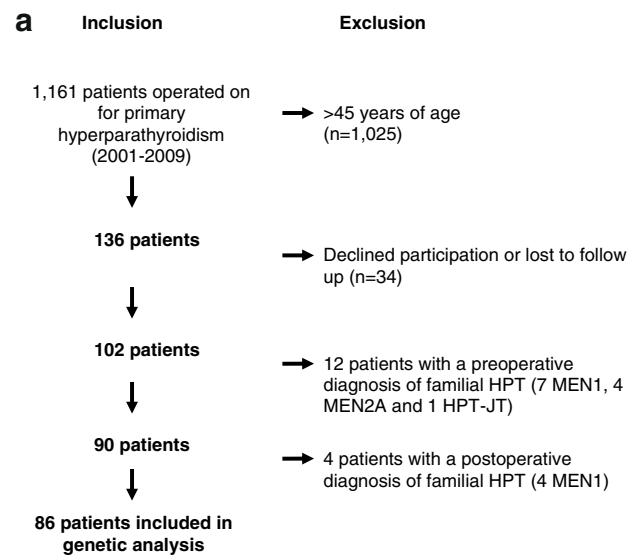 a
Inclusion
Exclusion
1,161 patients operated on
for primary
hyperparathyroidism
(2001-2009)
>45 years of age
(n=1,025)
136 patients
Declined participation or lost to follow
up (n=34)
102 patients
12 patients with a preoperative
diagnosis of familial HPT (7 MEN1, 4
MEN2A and 1 HPT-JT)
90 patients
4 patients with a postoperative
diagnosis of familial HPT (4 MEN1)
86 patients included in
genetic analysis